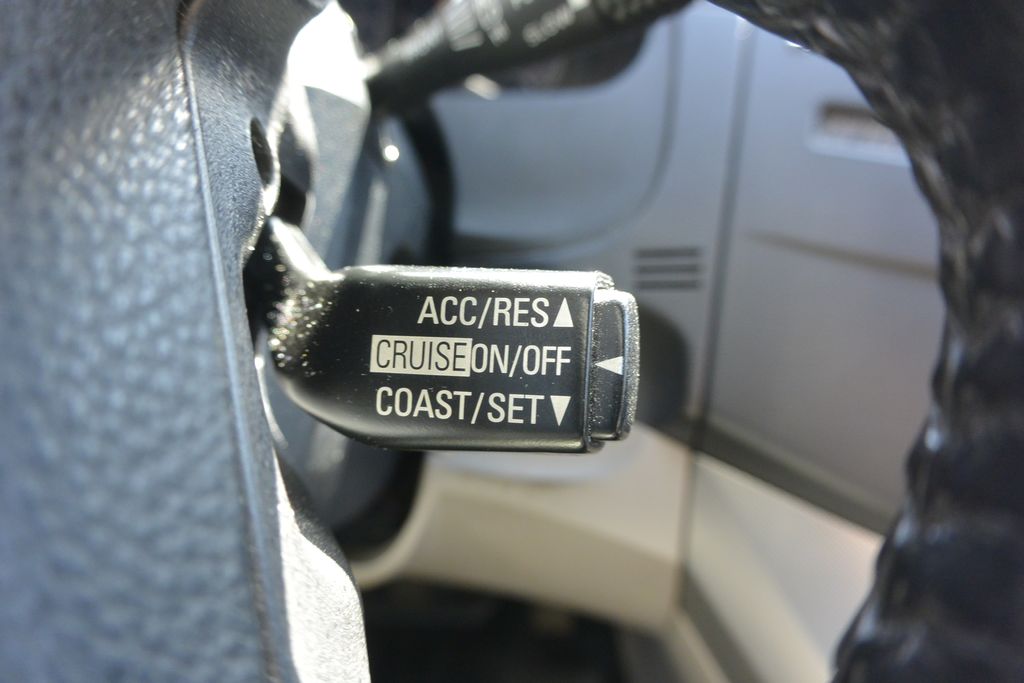 ACC/RES▲
CRUISE ON/OFF ◀
COAST/SET▼